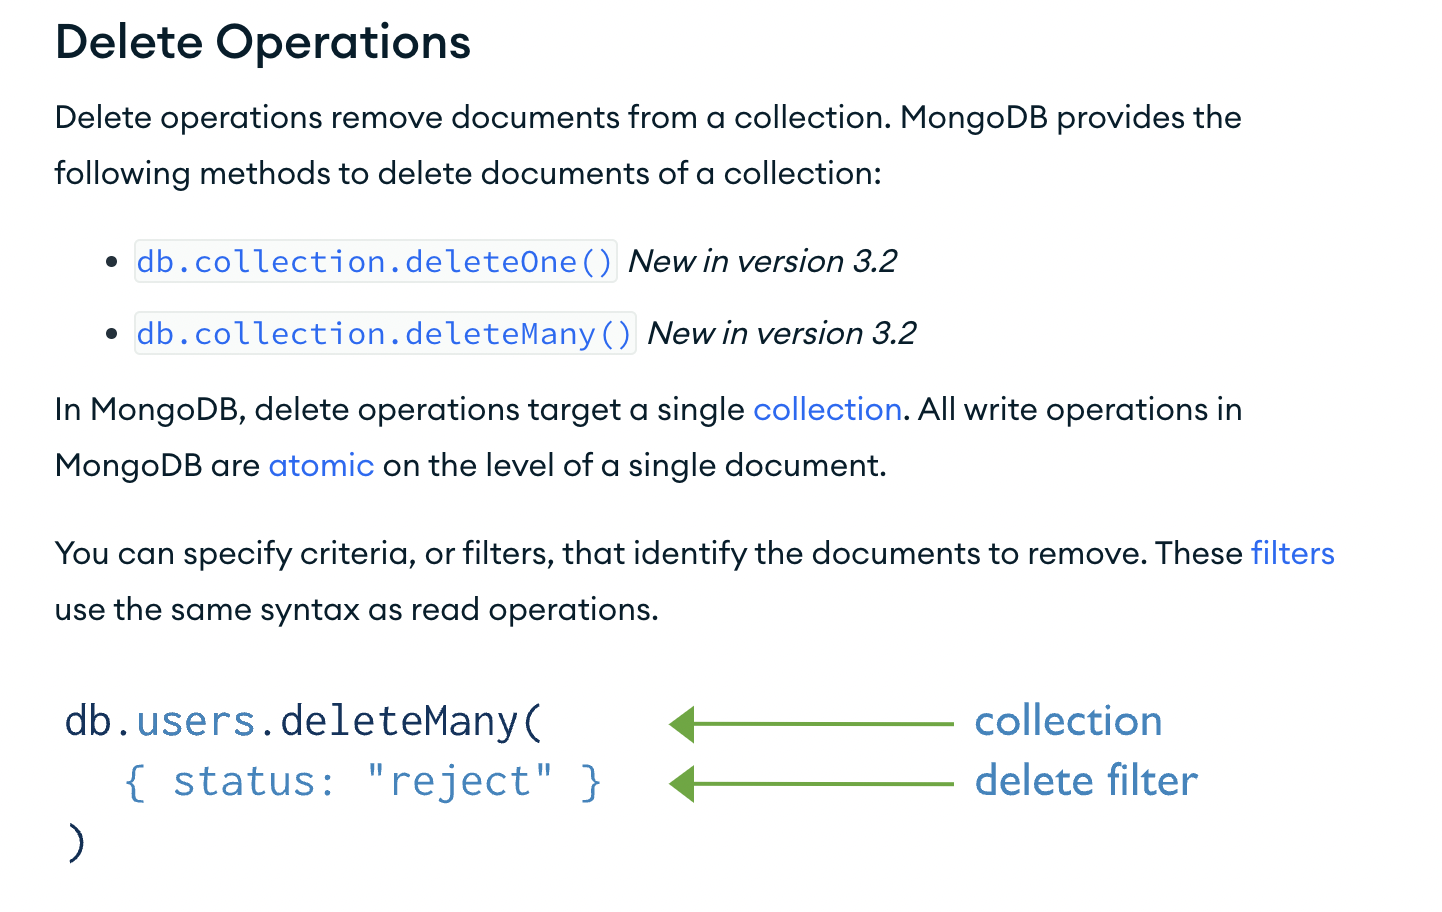 Delete Operations
Delete operations remove documents from a collection. MongoDB provides the
following methods to delete documents of a collection:
• db.collection.deleteOne() New in version 3.2
• db.collection.deleteMany() New in version 3.2
In MongoDB, delete operations target a single collection. All write operations in
MongoDB are atomic on the level of a single document.
You can specify criteria, or filters, that identify the documents to remove. These filters
use the same syntax as read operations.
db.users.deleteMany( collection
{ status: "reject" } delete filter
)